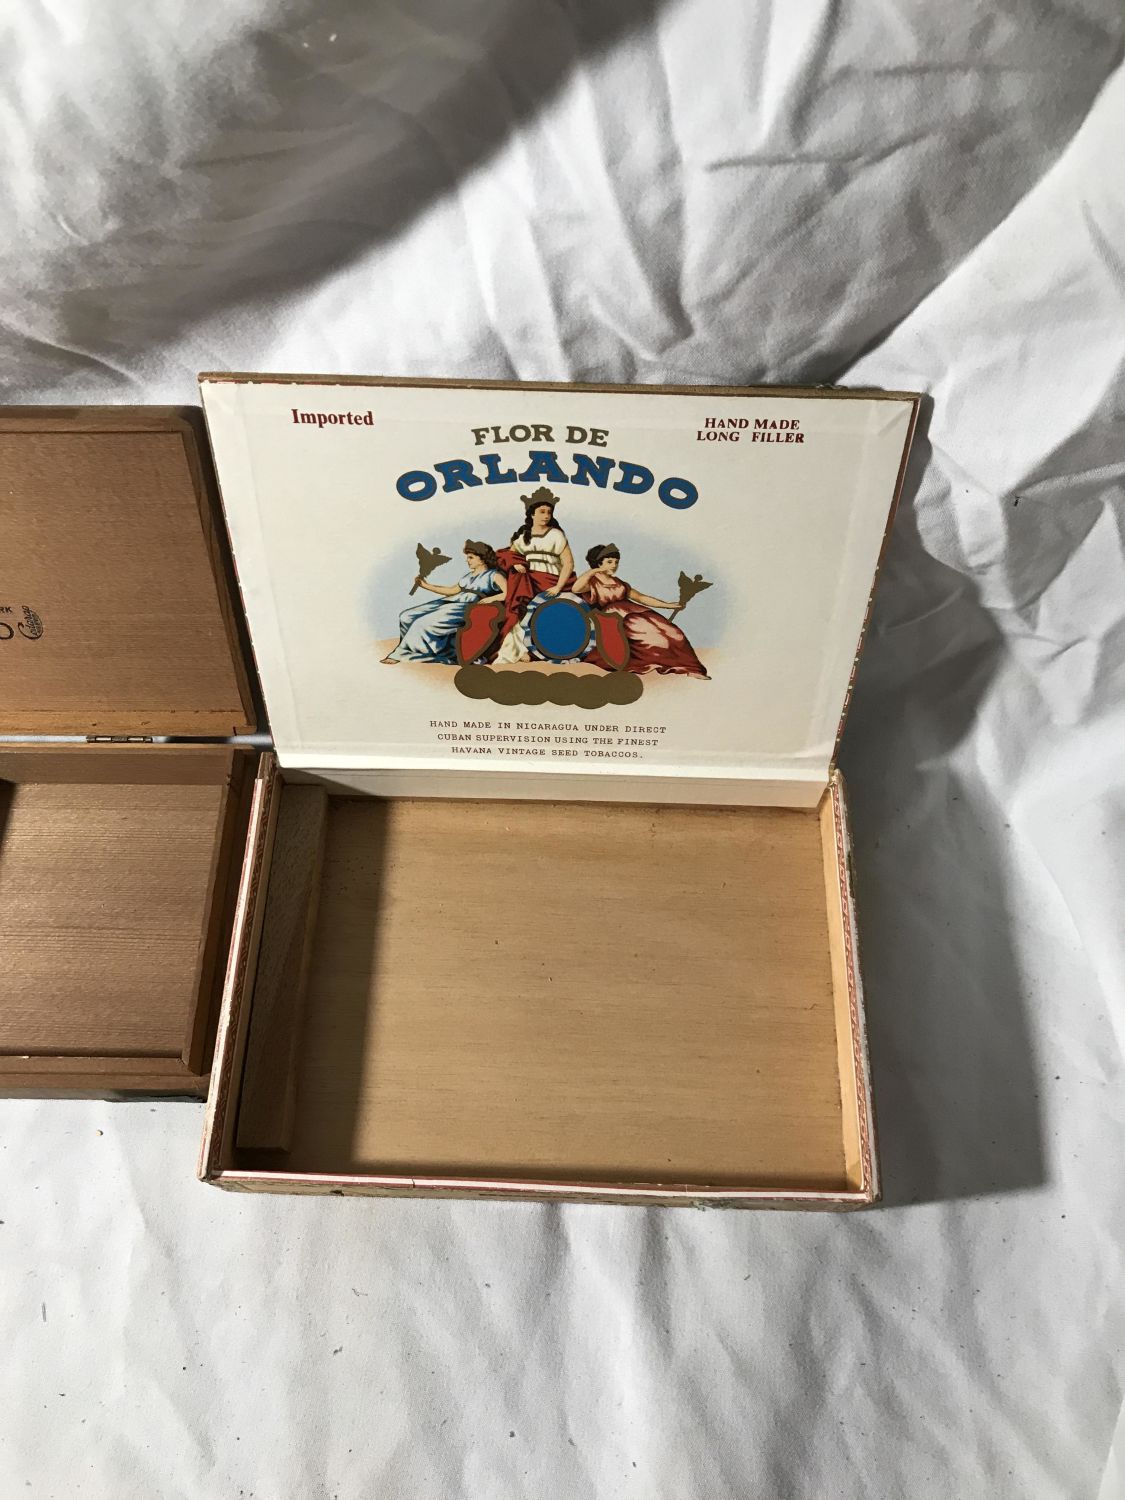 Imported
FLOR DE
ORLANDO
HAND MADE
LONG FILLER
HAND MADE IN NICARAGUA UNDER DIRECT
CUBAN SUPERVISION USING THE FINEST
HAVANA VINTAGE SEED TOBACCOS.
RK
O